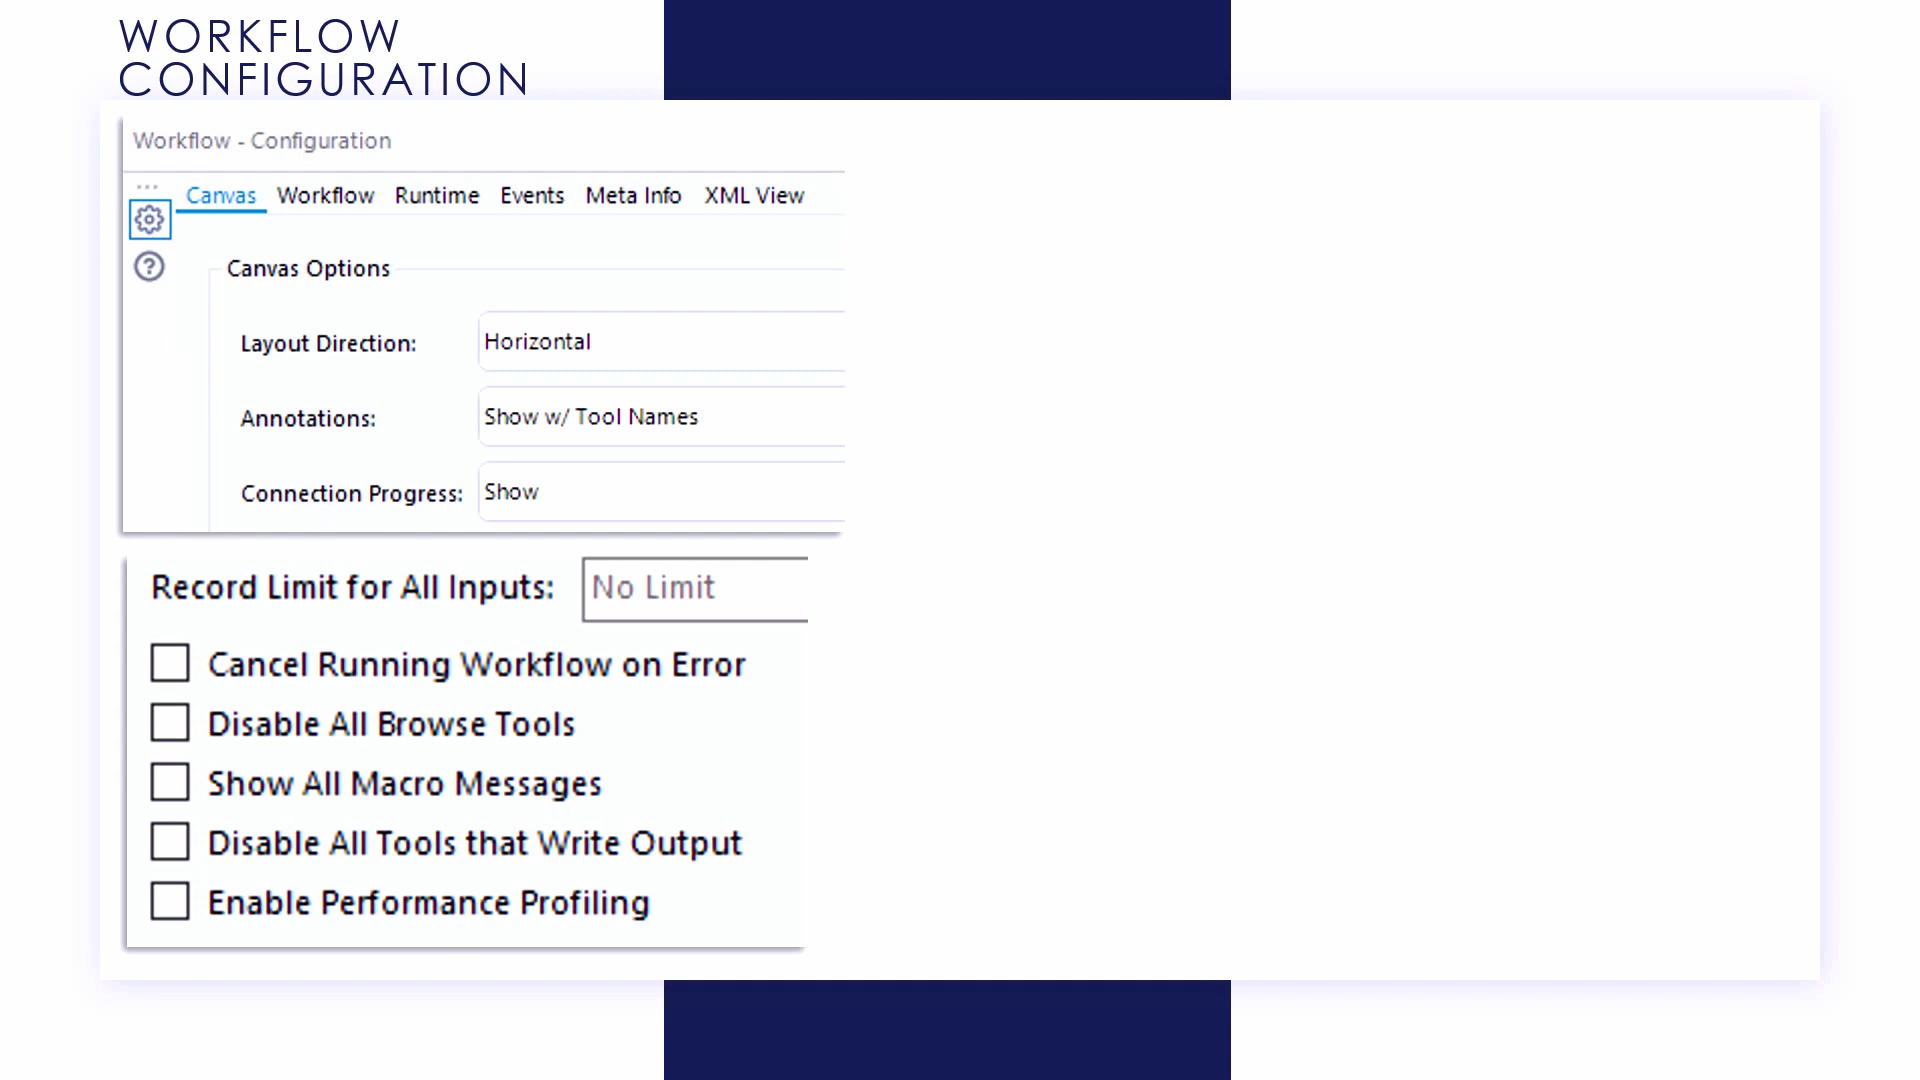 WORKFLOW
CONFIGURATION
Workflow - Configuration
Canvas Workflow Runtime Events Meta Info XML View
Canvas Options
Layout Direction: Horizontal
Annotations: Show w/ Tool Names
Connection Progress: Show
Record Limit for All Inputs: No Limit
Cancel Running Workflow on Error
Disable All Browse Tools
Show All Macro Messages
Disable All Tools that Write Output
Enable Performance Profiling